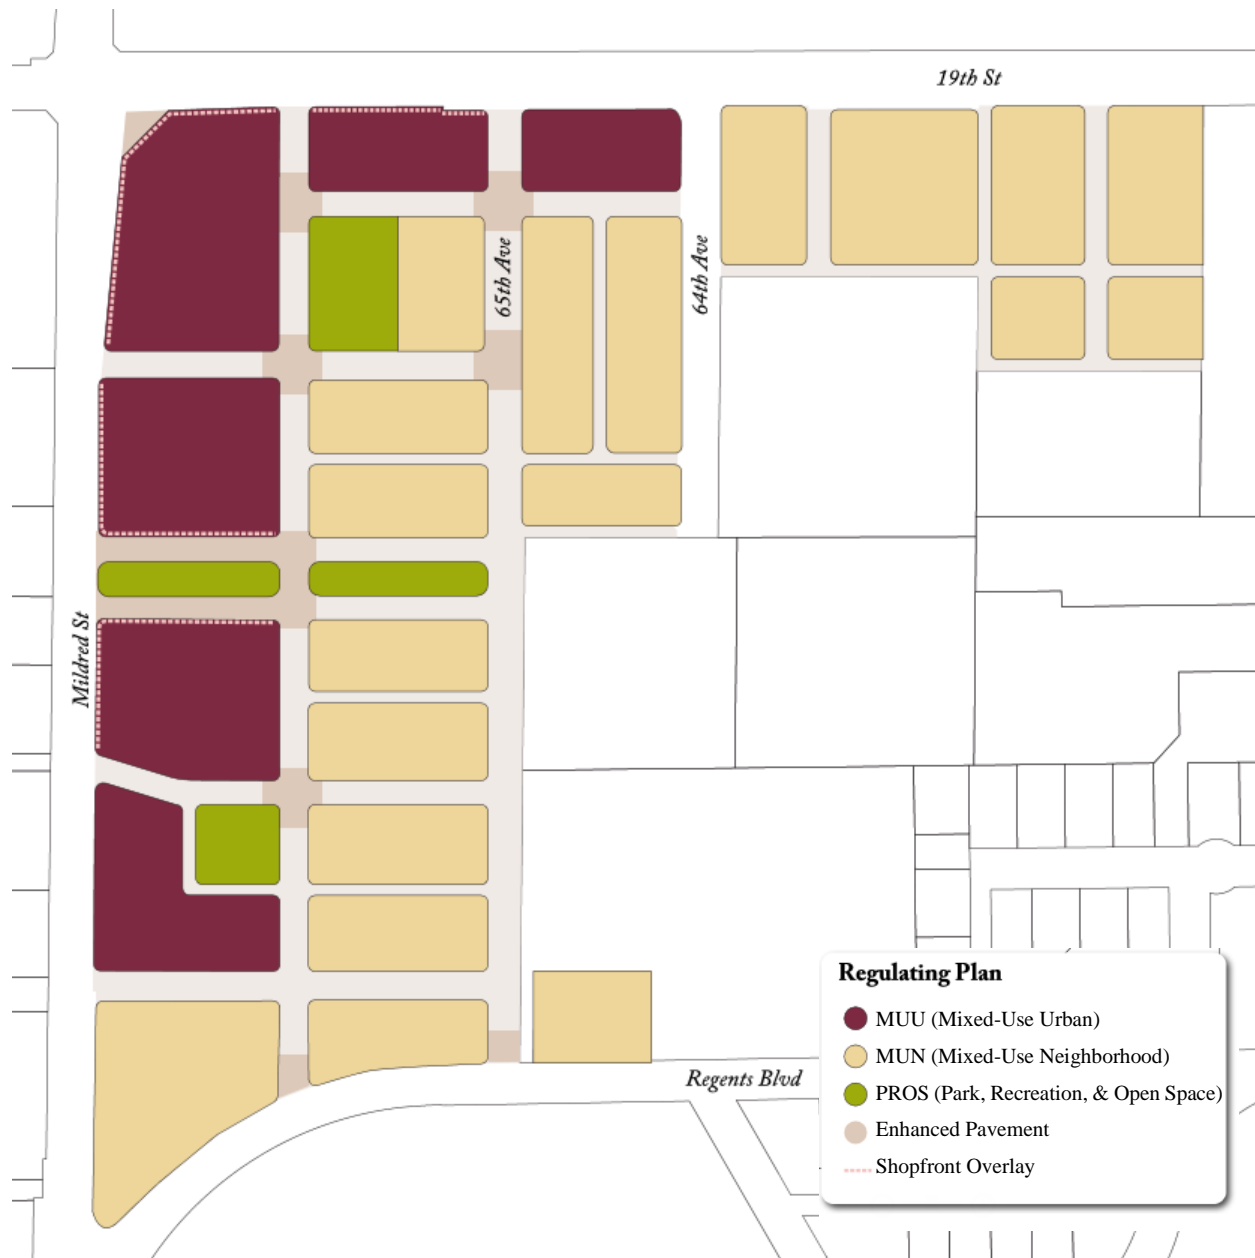 19th St
65th Ave
64th Ave
Mildred St
Regents Blvd
Regulating Plan
MUU (Mixed-Use Urban)
MUN (Mixed-Use Neighborhood)
PROS (Park, Recreation, & Open Space)
Enhanced Pavement
Shopfront Overlay